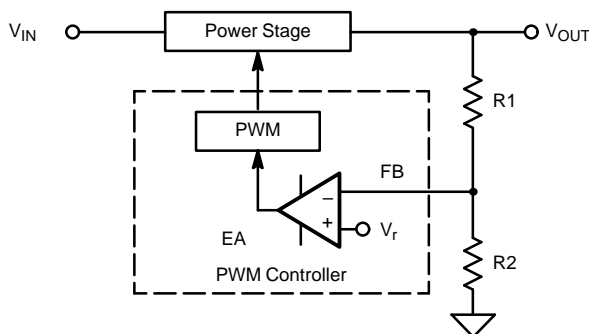 V_IN
Power Stage
V_OUT
R1
PWM
FB
−
+
V_r
EA
R2
PWM Controller